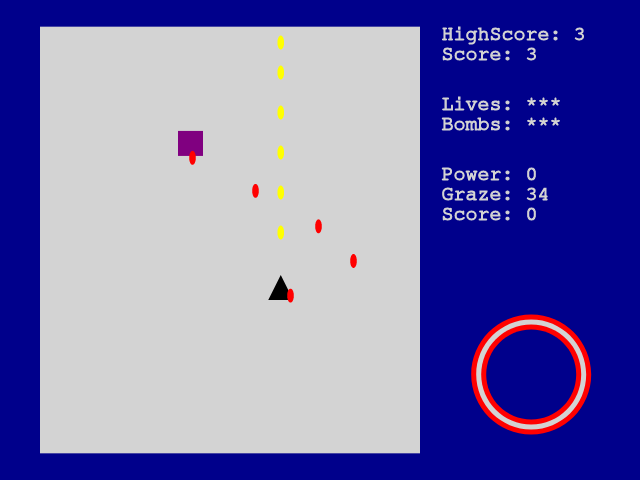 HighScore: 3
Score: 3
Lives: ***
Bombs: ***
Power: 0
Graze: 34
Score: 0